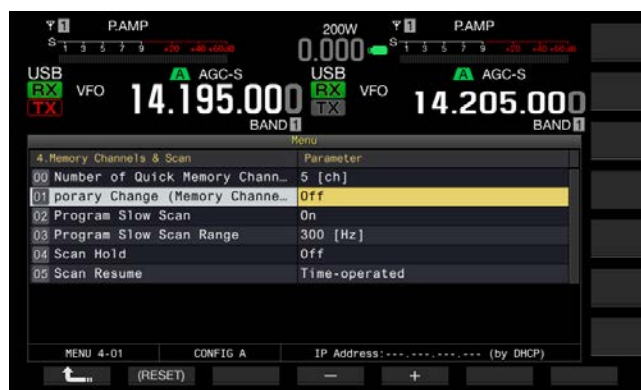 1 P.AMP 200W 1 P.AMP
S 1 3 5 7 9 +20 +40 +60dB 0.000 S 1 3 5 7 9 +20 +40 +60dB
USB A AGC-S USB A AGC-S
RX TX VFO 14.195.000 RX TX VFO 14.205.000
BAND 1 BAND 1
Menu
4.Memory Channels & Scan Parameter
00 Number of Quick Memory Chann… 5 [ch]
01 porary Change (Memory Channe… Off
02 Program Slow Scan On
03 Program Slow Scan Range 300 [Hz]
04 Scan Hold Off
05 Scan Resume Time-operated
MENU 4-01 CONFIG A IP Address:---.---.---.--- (by DHCP)
(RESET) − +